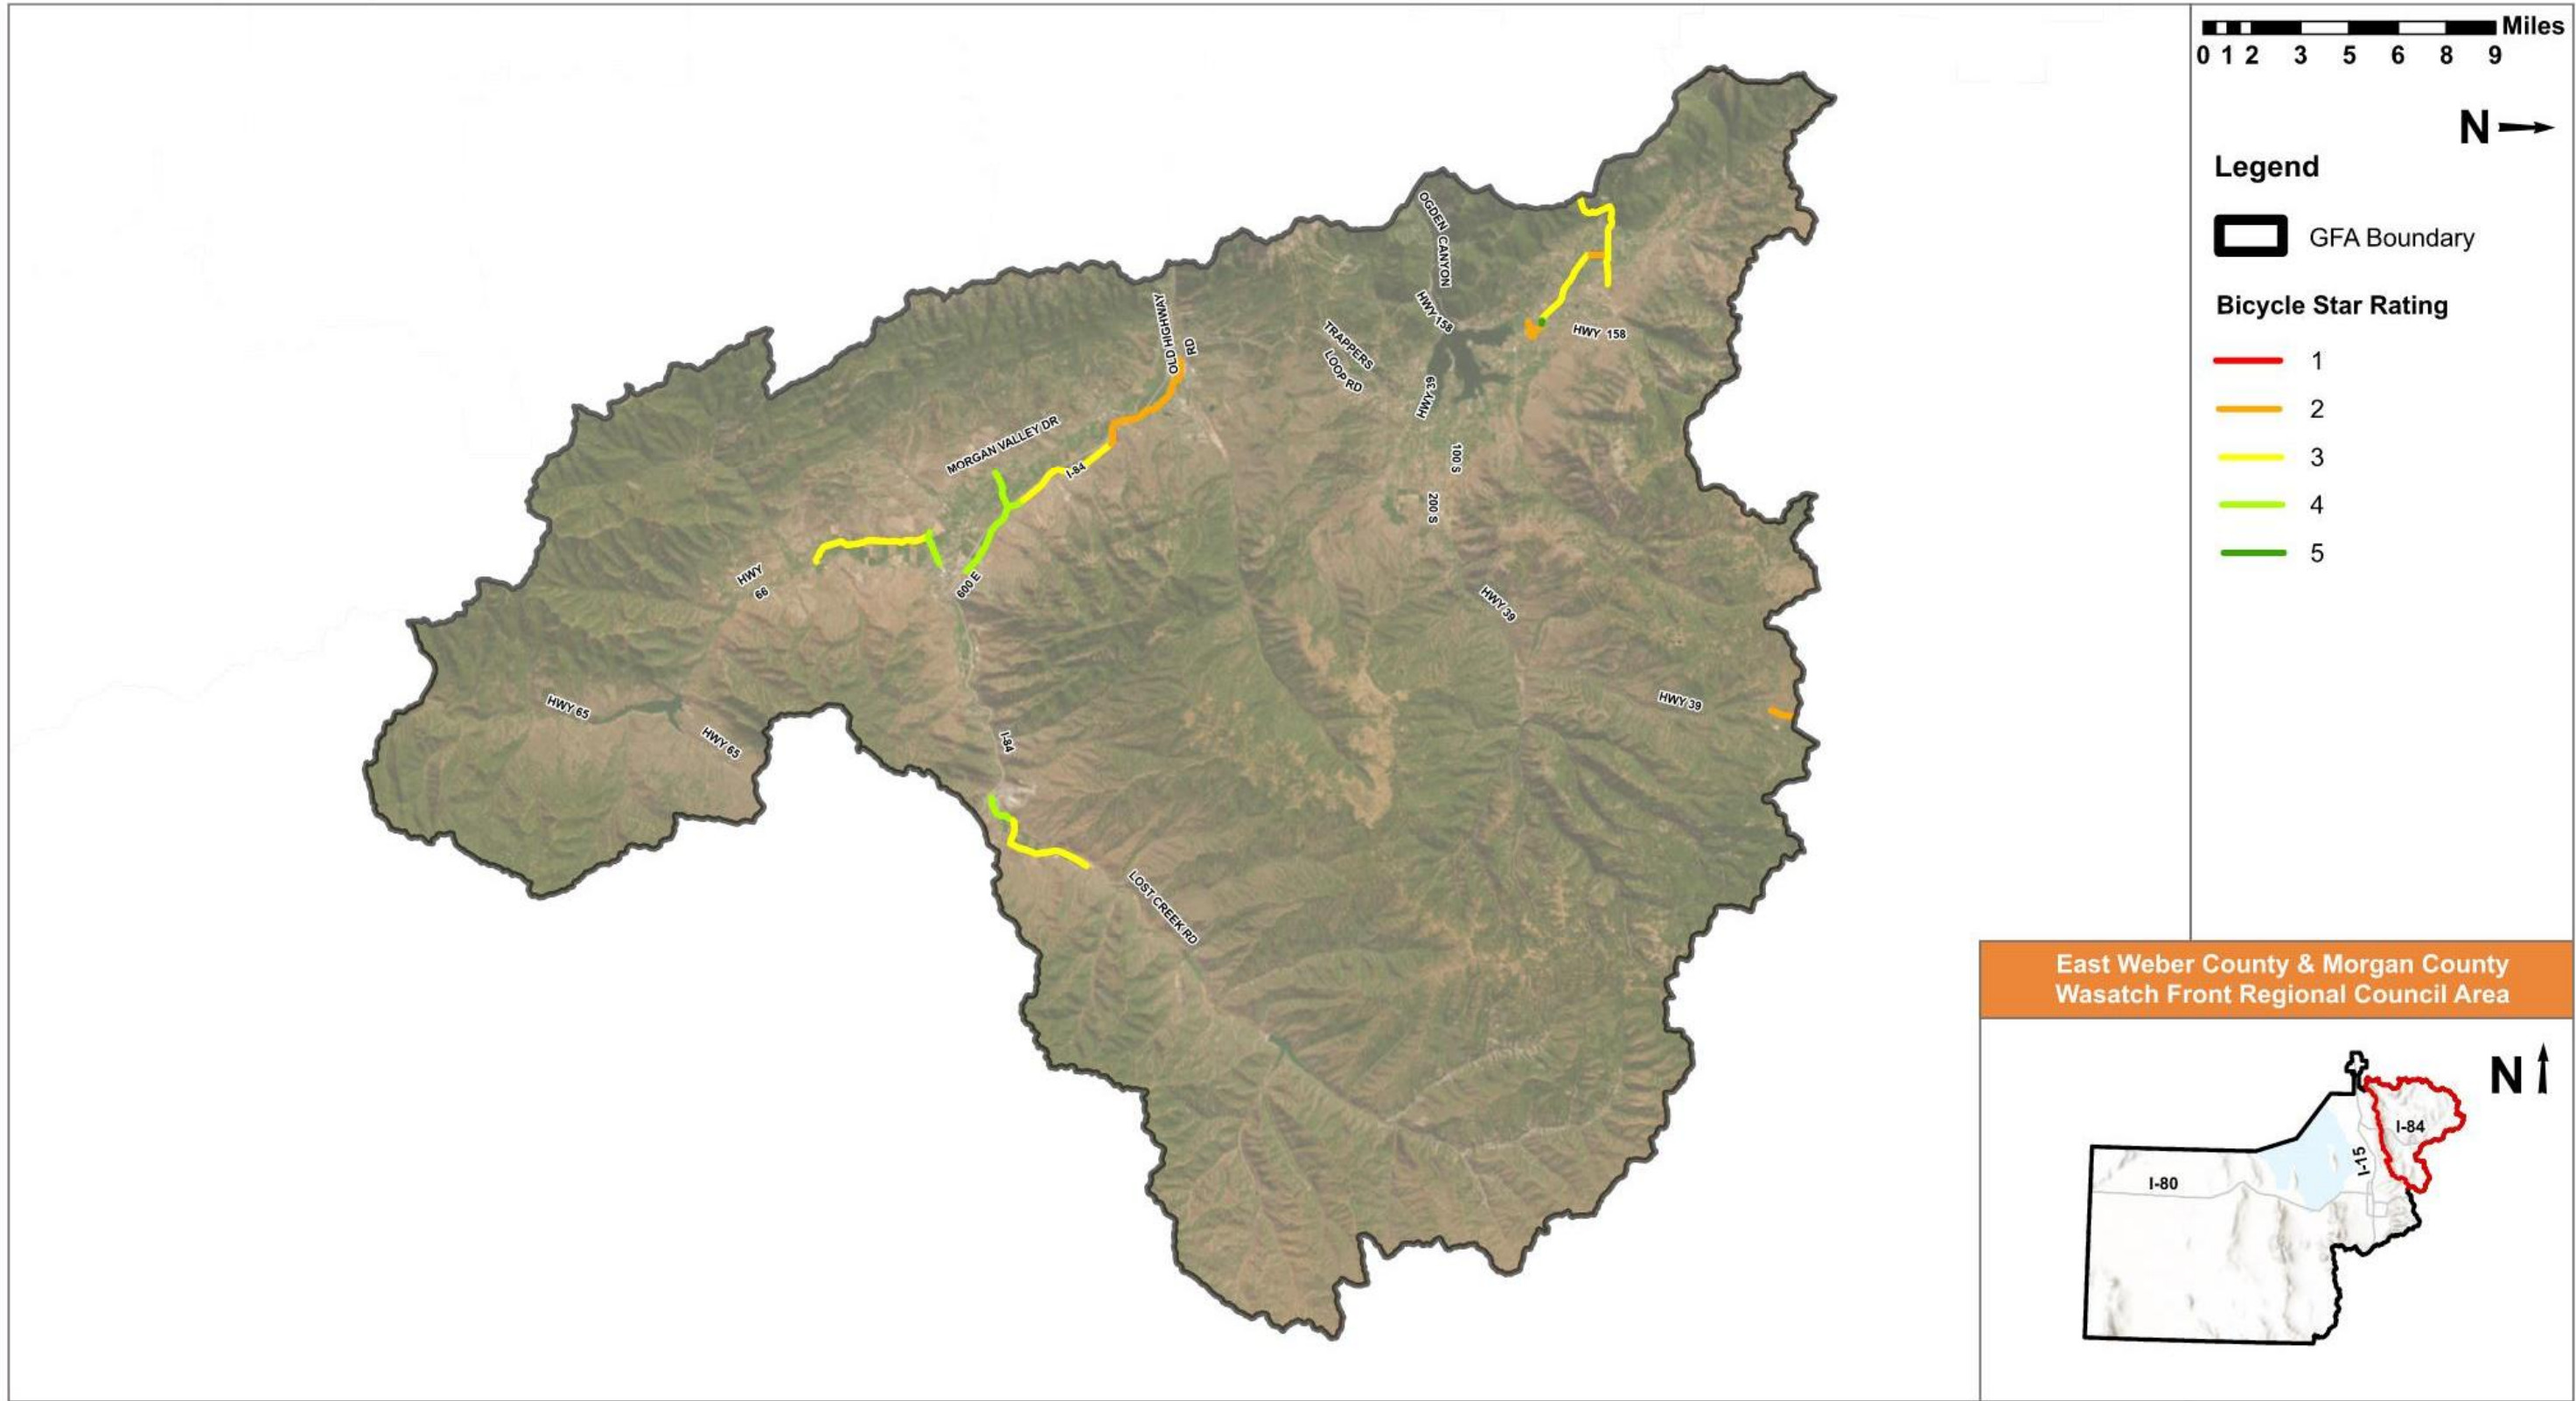 Miles
0 1 2 3 5 6 8 9
N
Legend
GFA Boundary
Bicycle Star Rating
1
2
3
4
5
OGDEN CANYON
HWY 158
HWY 158
TRAPPERS
LOOP RD
OLD HIGHWAY
RD
HWY 39
100 S
200 S
MORGAN VALLEY DR
I-84
HWY
66
600 E
HWY 39
HWY 39
HWY 65
HWY 65
I-84
LOST CREEK RD
East Weber County & Morgan County
Wasatch Front Regional Council Area
N
I-84
I-15
I-80